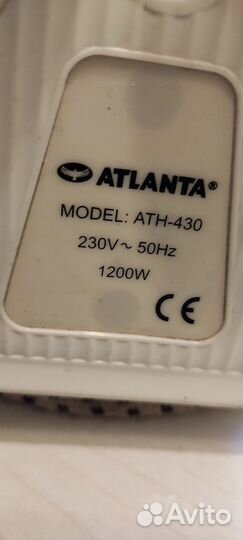 ATLANTA®
MODEL: ATH-430
230V~ 50Hz
1200W
CE
Avito